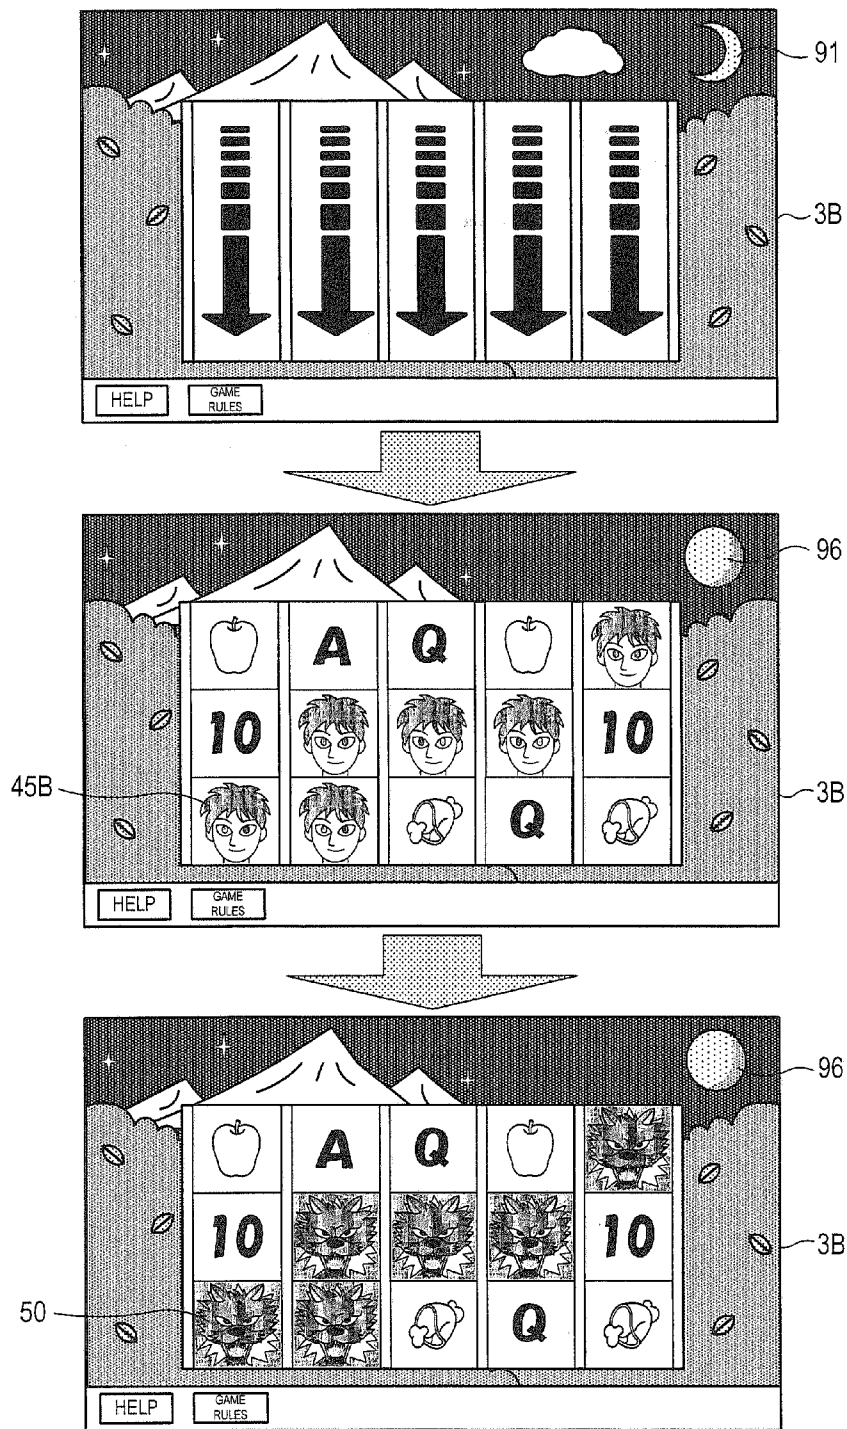 91
3B
HELP
GAME
RULES
96
A Q
10 10
45B
3B
Q
HELP
GAME
RULES
96
A Q
10 10
3B
50
Q
HELP
GAME
RULES